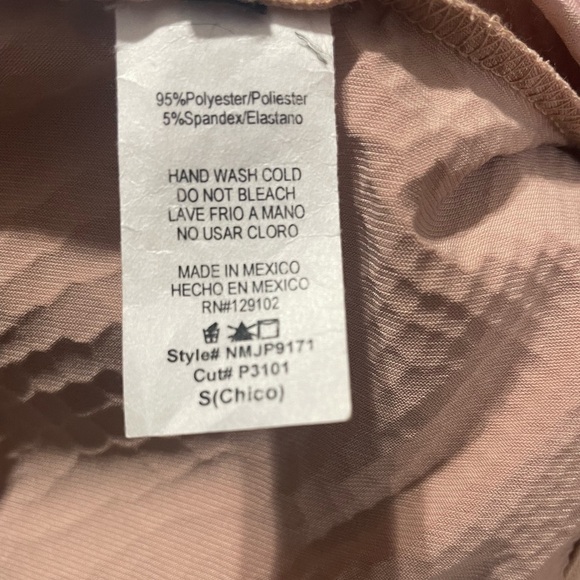 95%Polyester/Poliester
5%Spandex/Elastano
HAND WASH COLD
DO NOT BLEACH
LAVE FRIO A MANO
NO USAR CLORO
MADE IN MEXICO
HECHO EN MEXICO
RN#129102
Style# NMJP9171
Cut# P3101
S(Chico)